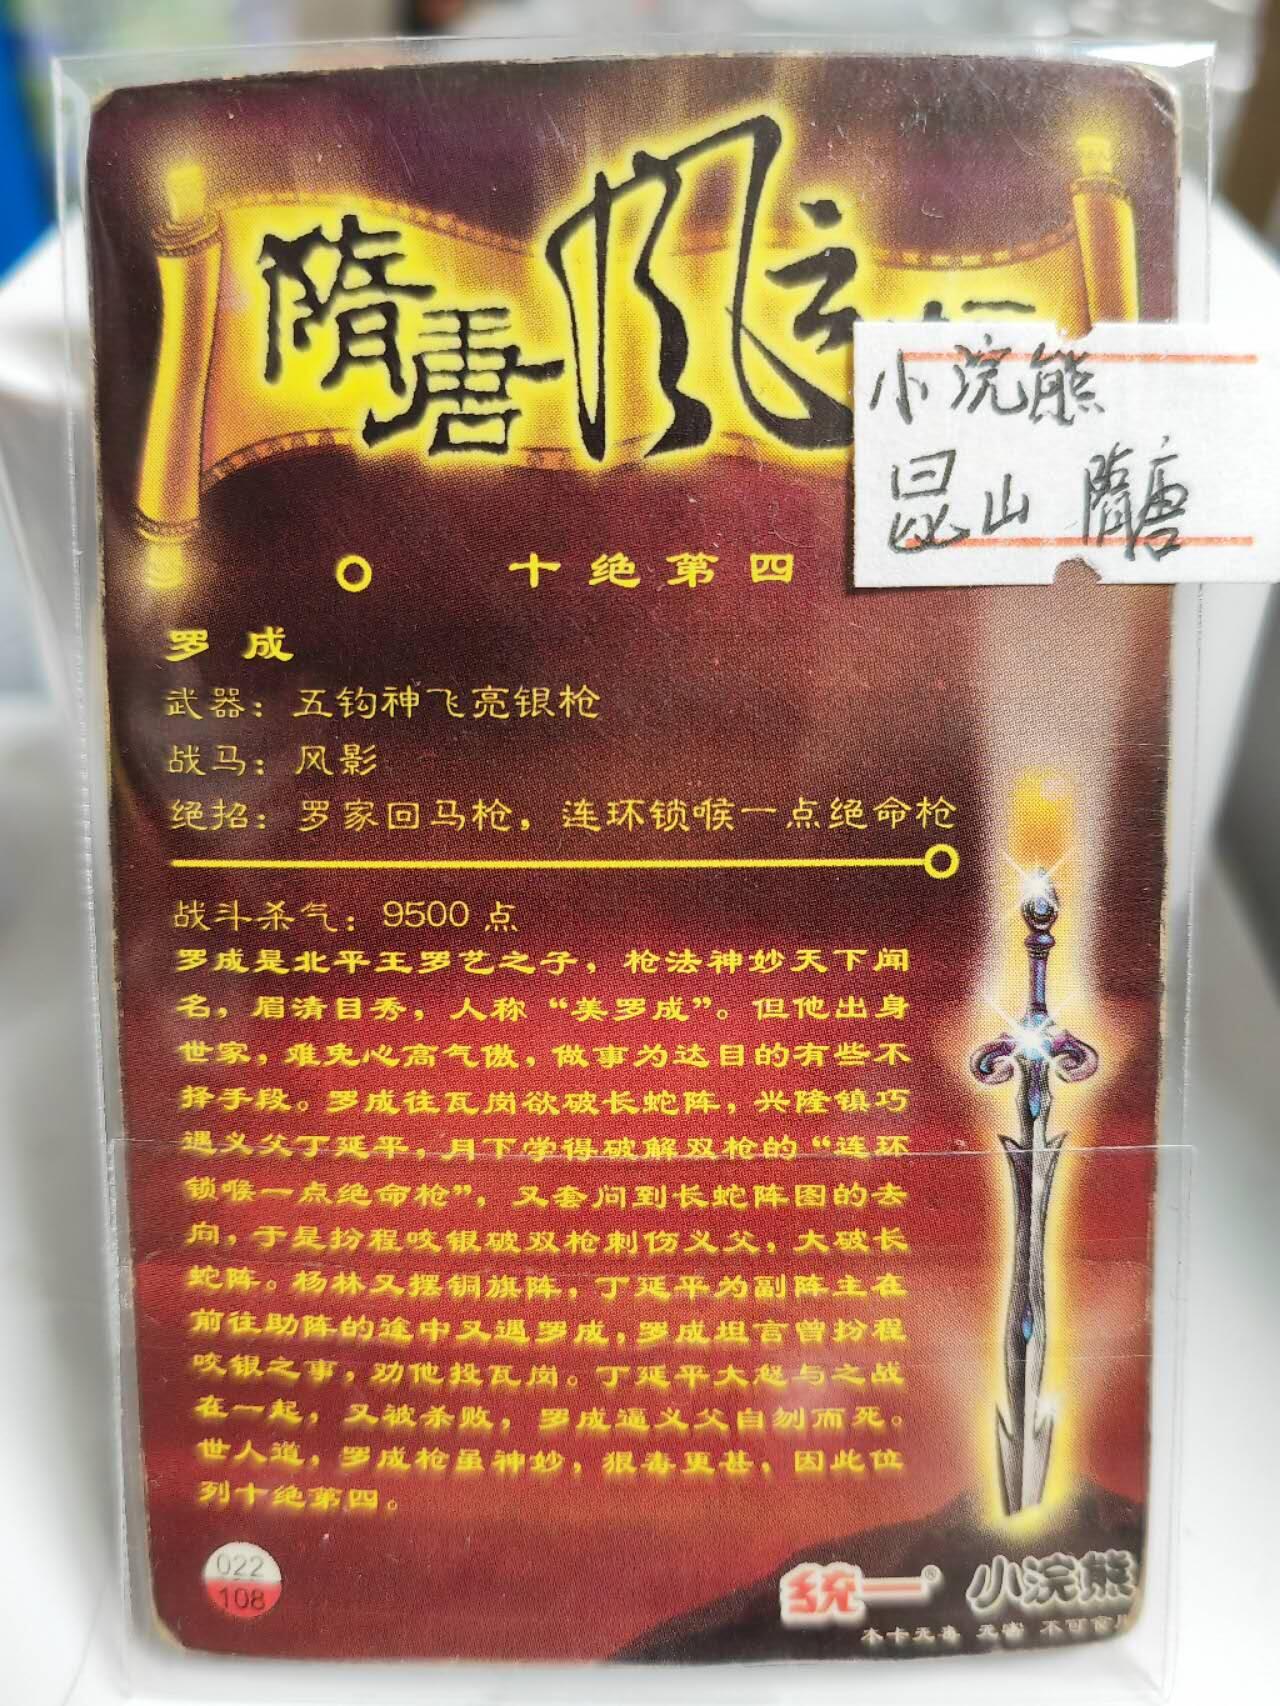 隋唐风云
小浣熊
昆山 隋唐
十绝第四
罗成
武器：五钩神飞亮银枪
战马：风影
绝招：罗家回马枪，连环锁喉一点绝命枪
战斗杀气：9500点
罗成是北平王罗艺之子，枪法神妙天下闻
名，眉清目秀，人称“美罗成”。但他出身
世家，难免心高气傲，做事为达目的有些不
择手段。罗成往瓦岗欲破长蛇阵，兴隆镇巧
遇义父丁延平，月下学得破解双枪的“连环
锁喉一点绝命枪”，又套问到长蛇阵图的去
向，于是扮程咬银破双枪刺伤义父，大破长
蛇阵。杨林又摆铜旗阵，丁延平为副阵主在
前往助阵的途中又遇罗成，罗成坦言曾扮程
咬银之事，劝他投瓦岗。丁延平大怒与之战
在一起，又被杀败，罗成逼义父自刎而死。
世人道，罗成枪虽神妙，狠毒更甚，因此位
列十绝第四。
022
108
统一® 小浣熊
本卡无毒 无害 不可食